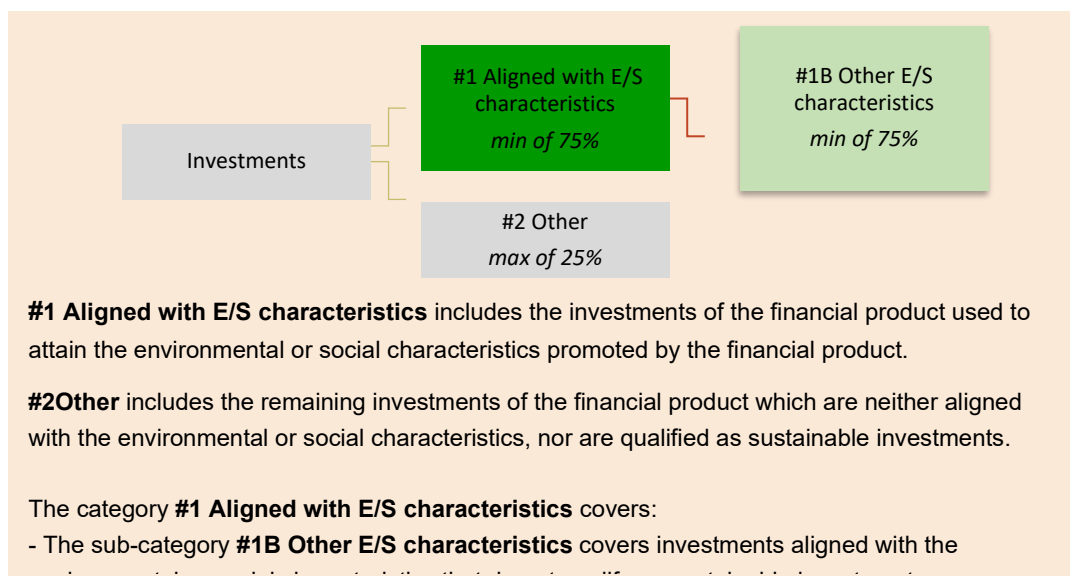 #1 Aligned with E/S
characteristics
min of 75%
#1B Other E/S
characteristics
min of 75%
Investments
#2 Other
max of 25%
#1 Aligned with E/S characteristics includes the investments of the financial product used to
attain the environmental or social characteristics promoted by the financial product.
#2Other includes the remaining investments of the financial product which are neither aligned
with the environmental or social characteristics, nor are qualified as sustainable investments.
The category #1 Aligned with E/S characteristics covers:
- The sub-category #1B Other E/S characteristics covers investments aligned with the